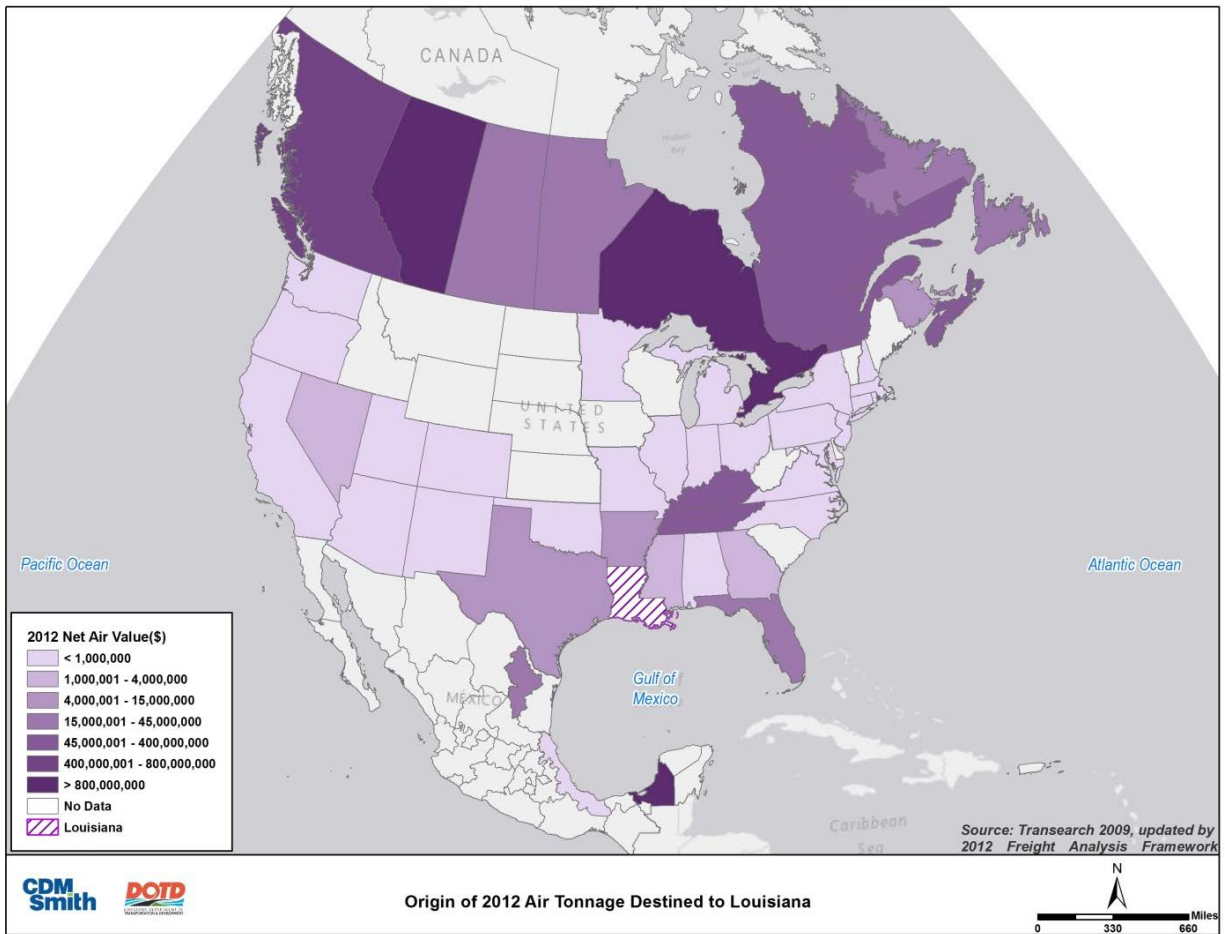 CANADA
Hudson
Bay
UNITED
STATES
Pacific Ocean
Atlantic Ocean
Gulf of
Mexico
MÉXICO
Caribbean
Sea
2012 Net Air Value($)
< 1,000,000
1,000,001 - 4,000,000
4,000,001 - 15,000,000
15,000,001 - 45,000,000
45,000,001 - 400,000,000
400,000,001 - 800,000,000
> 800,000,000
No Data
Louisiana
Source: Transearch 2009, updated by
2012 Freight Analysis Framework
CDM
Smith
DOTD
Origin of 2012 Air Tonnage Destined to Louisiana
N
Miles
0 330 660